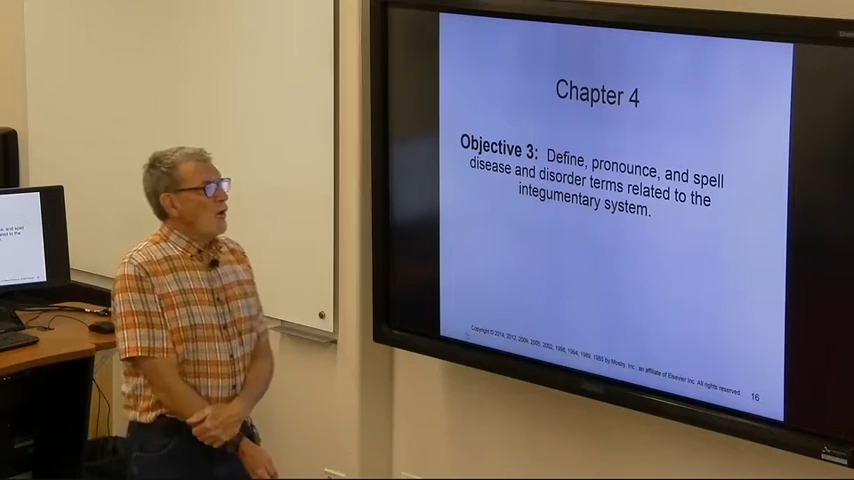 Chapter 4
Objective 3: Define, pronounce, and spell
disease and disorder terms related to the
integumentary system.
Copyright © 2014, 2012, 2009, 2005, 2002, 1998, 1994, 1989, 1985 by Mosby, Inc. an affiliate of Elsevier Inc. All rights reserved.
16